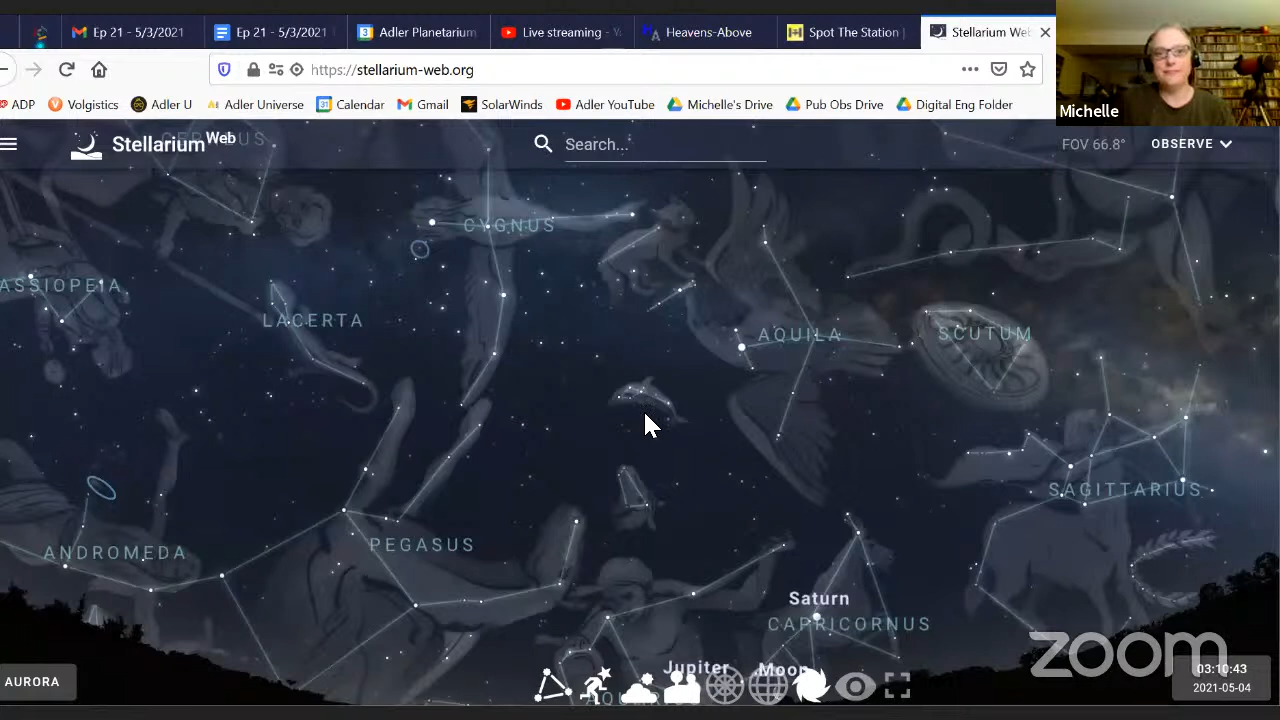 Ep 21 - 5/3/2021
Ep 21 - 5/3/2021
Adler Planetarium
Live streaming -
Heavens-Above
Spot The Station |
Stellarium Web
https://stellarium-web.org
ADP
Volgistics
Adler U
Adler Universe
Calendar
Gmail
SolarWinds
Adler YouTube
Michelle's Drive
Pub Obs Drive
Digital Eng Folder
Michelle
StellariumWeb
Search...
FOV 66.8°
OBSERVE
CYGNUS
ASSIOPEIA
LACERTA
AQUILA
SCUTUM
SAGITTARIUS
ANDROMEDA
PEGASUS
Saturn
CAPRICORNUS
Jupiter
Moon
zoom
AURORA
03:10:43
2021-05-04